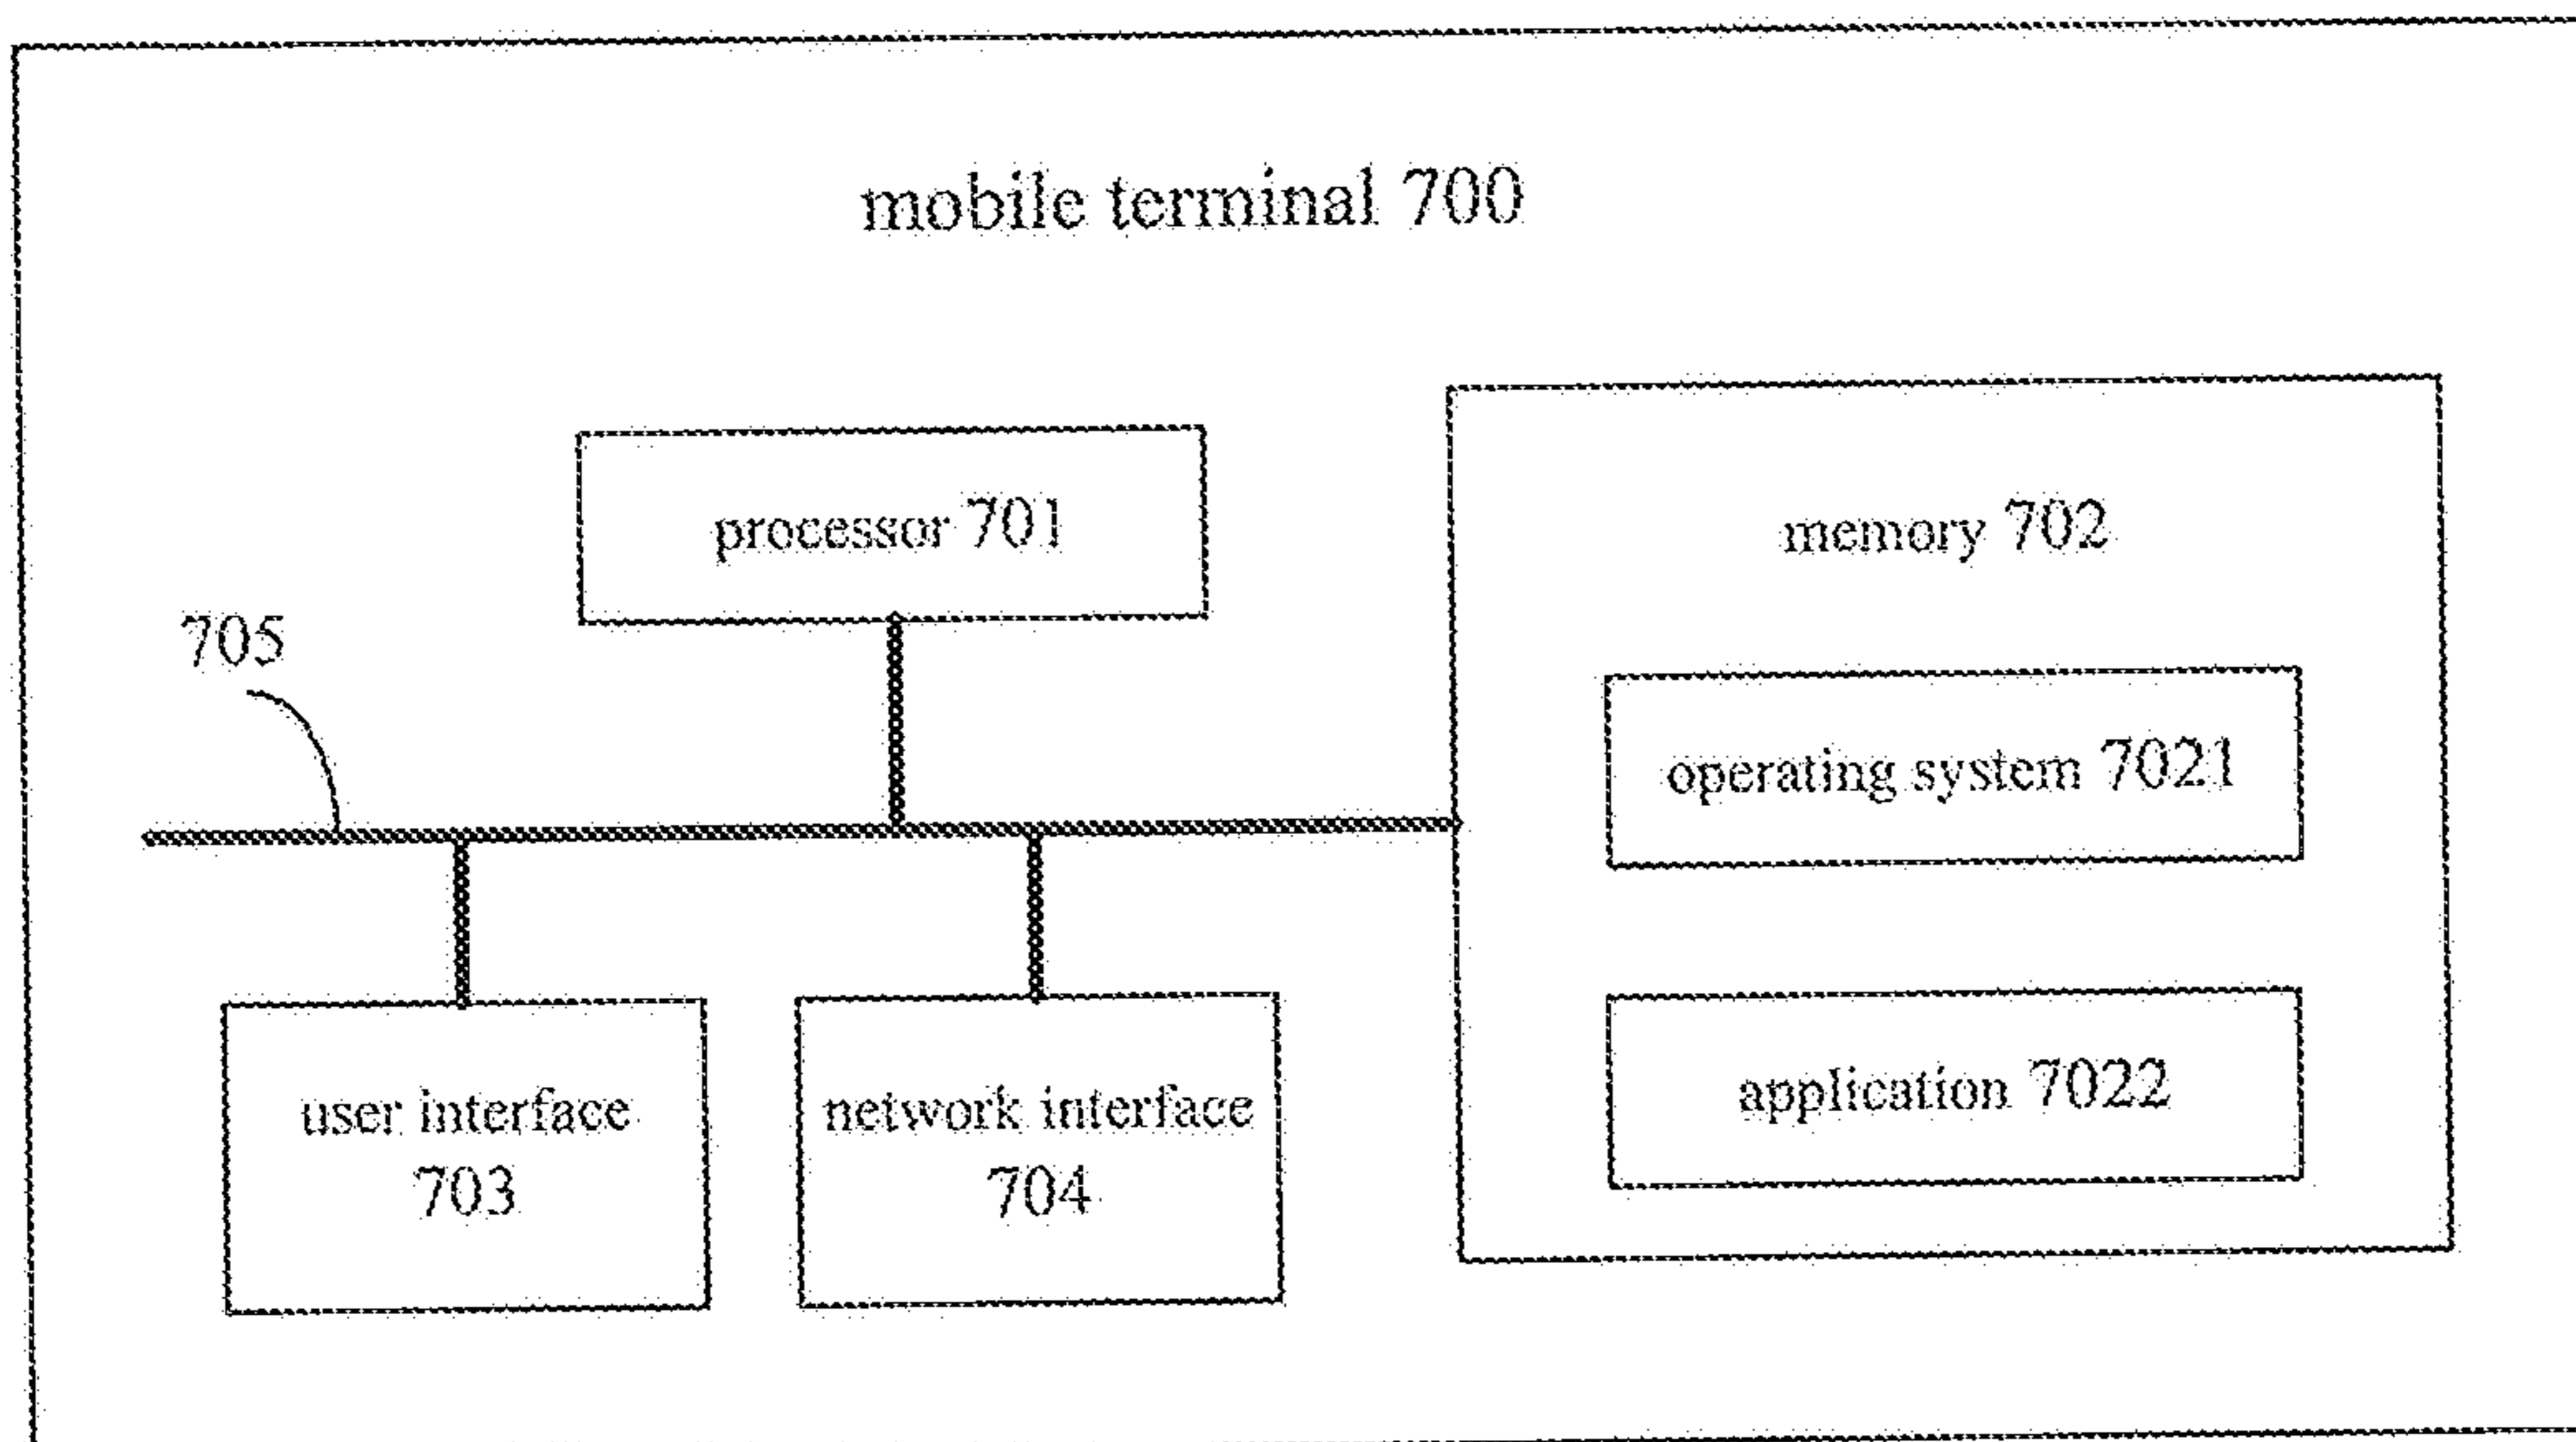 mobile terminal 700
processor 701
memory 702
705
operating system 7021
user interface
703
network interface
704
application 7022